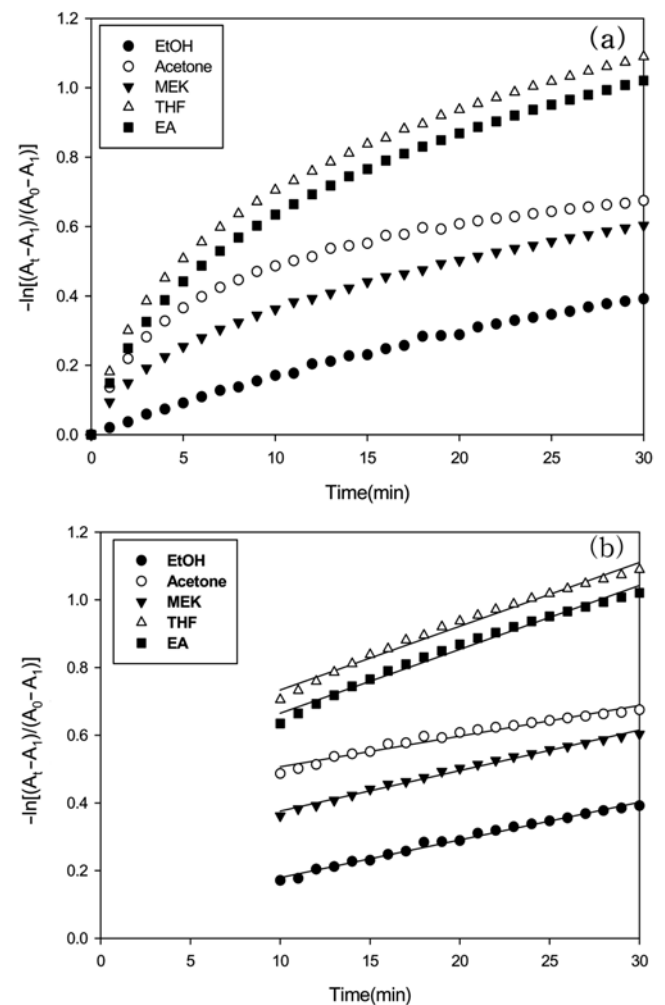 (a)
EtOH
Acetone
MEK
THF
EA
1.2
1.0
0.8
0.6
0.4
0.2
0.0
−ln[(Aₜ−A₁)/(A₀−A₁)]
0 5 10 15 20 25 30
Time(min)
(b)
EtOH
Acetone
MEK
THF
EA
1.2
1.0
0.8
0.6
0.4
0.2
0.0
−ln[(Aₜ−A₁)/(A₀−A₁)]
0 5 10 15 20 25 30
Time(min)